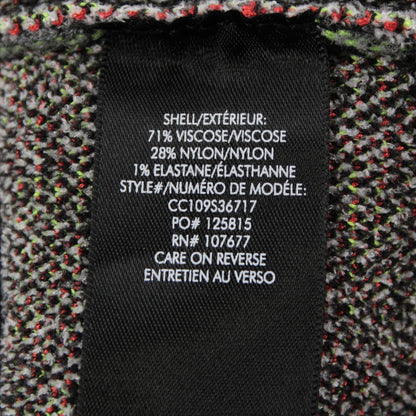 SHELL/EXTÉRIEUR:
71% VISCOSE/VISCOSE
28% NYLON/NYLON
1% ELASTANE/ÉLASTHANNE
STYLE#/NUMÉRO DE MODÈLE:
CC109S36717
PO# 125815
RN# 107677
CARE ON REVERSE
ENTRETIEN AU VERSO